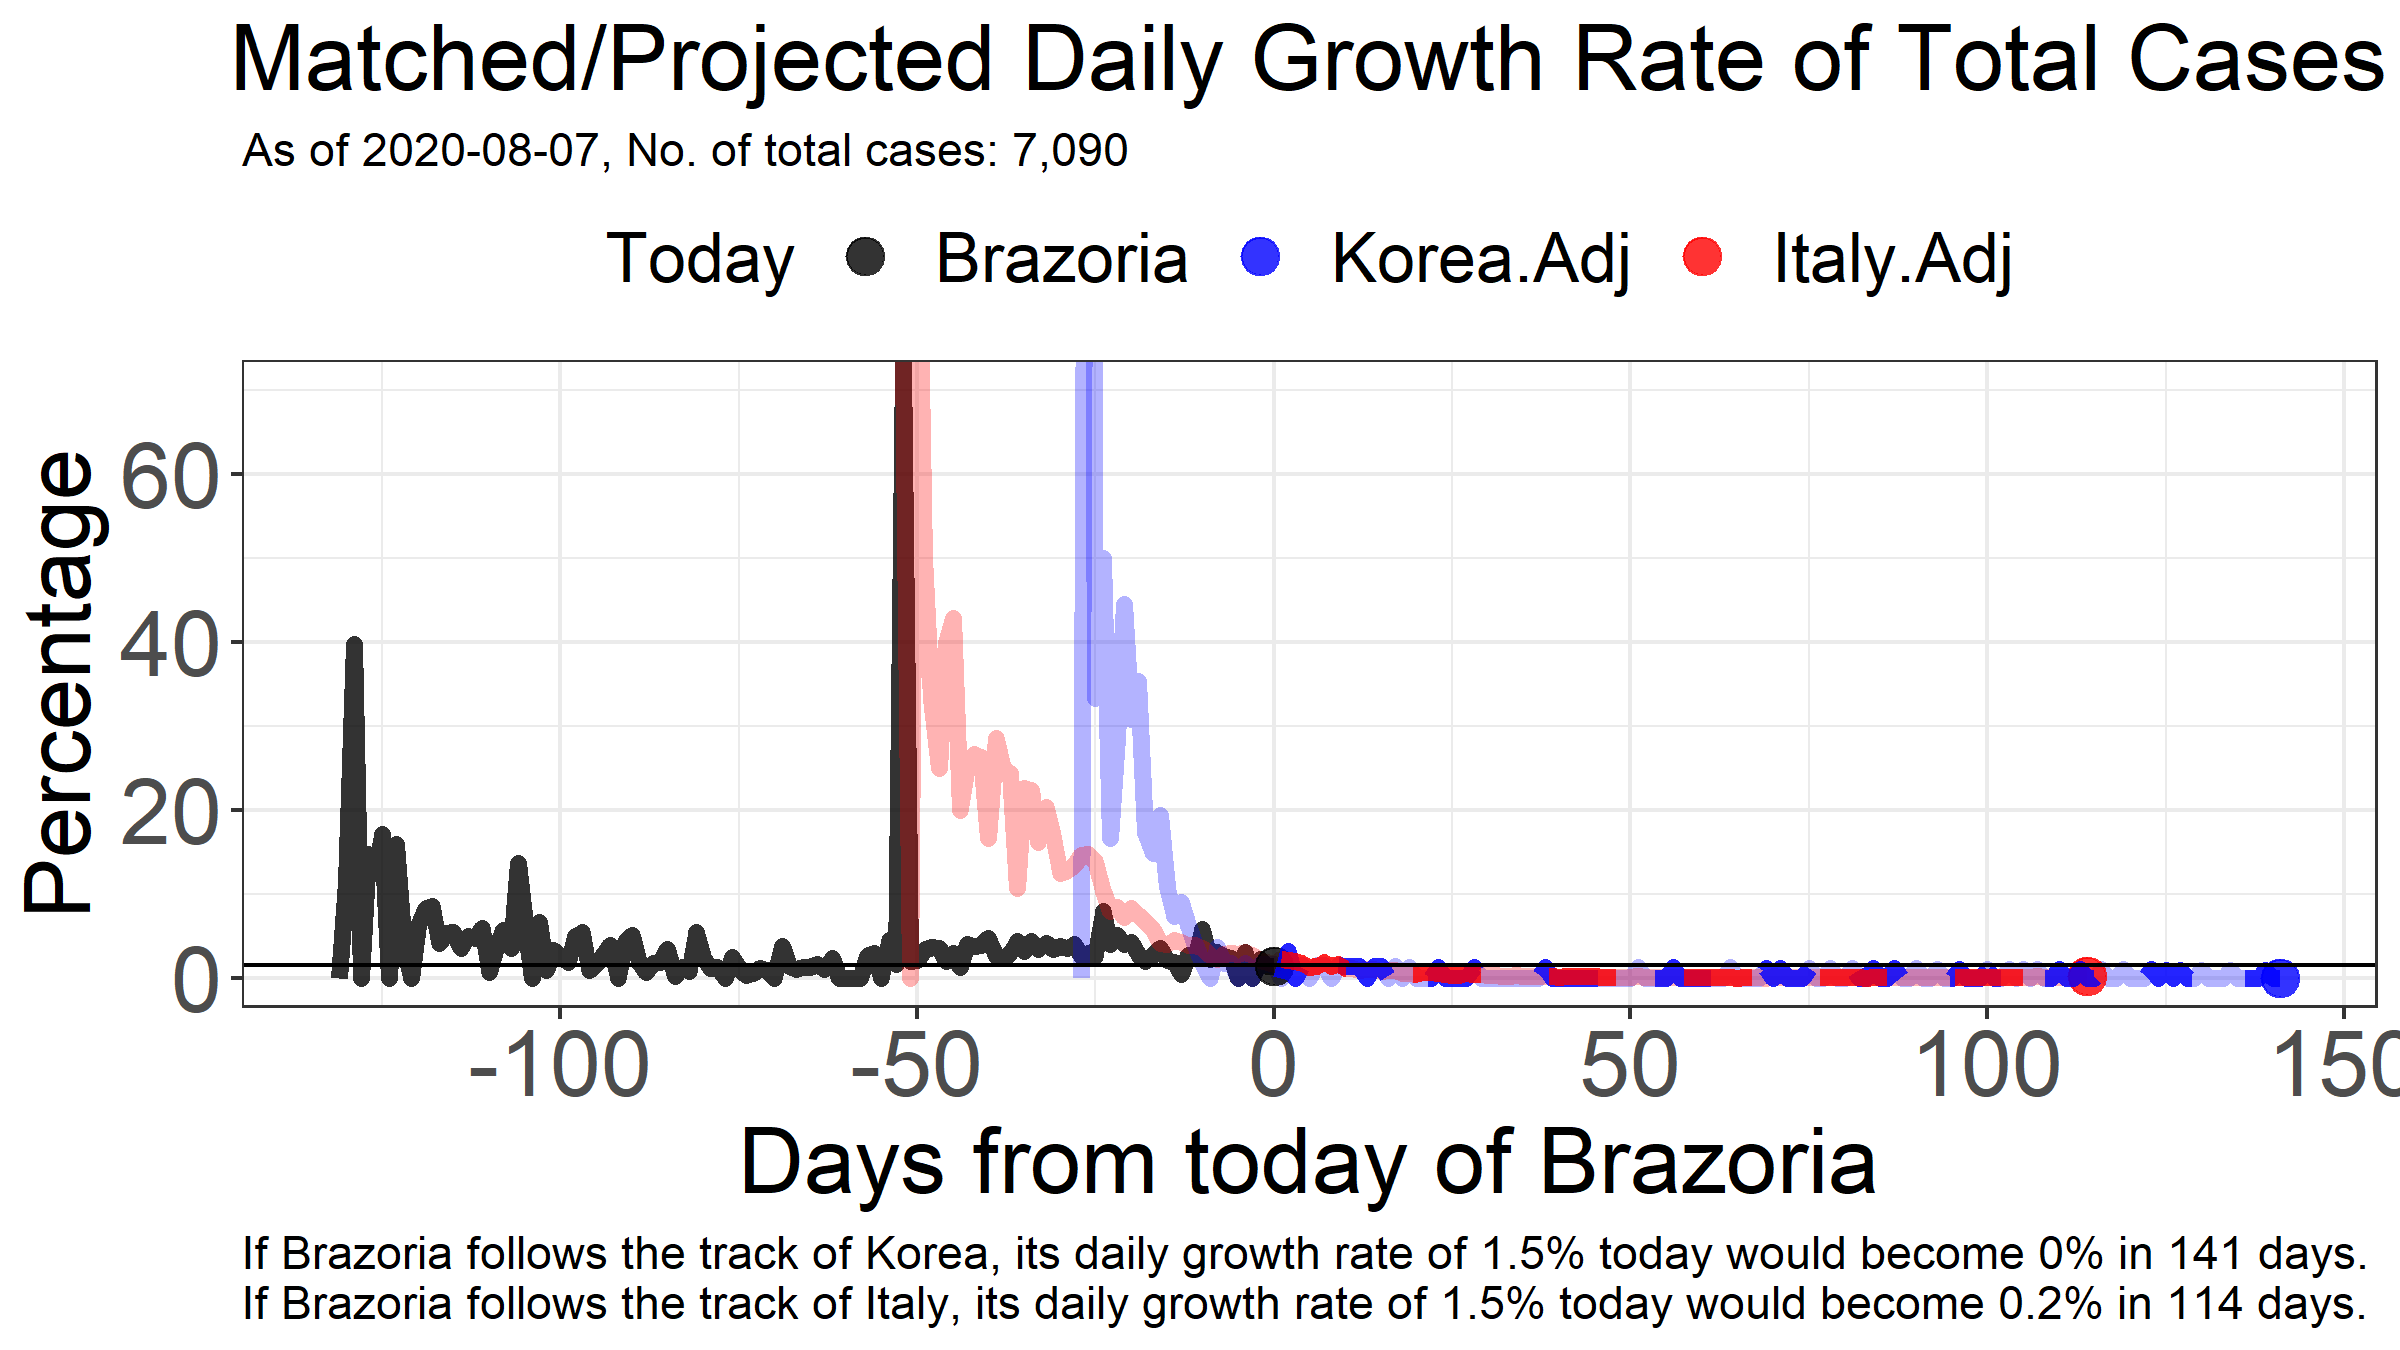 Matched/Projected Daily Growth Rate of Total Cases
As of 2020-08-07, No. of total cases: 7,090
Today Brazoria Korea.Adj Italy.Adj
Percentage
60
40
20
0
-100 -50 0 50 100 150
Days from today of Brazoria
If Brazoria follows the track of Korea, its daily growth rate of 1.5% today would become 0% in 141 days.
If Brazoria follows the track of Italy, its daily growth rate of 1.5% today would become 0.2% in 114 days.